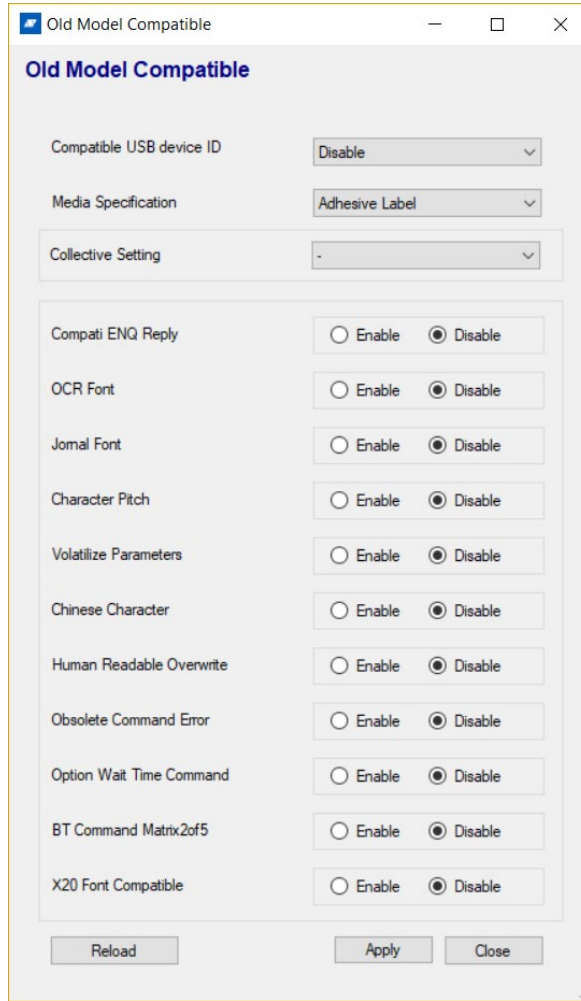 Old Model Compatible
Old Model Compatible
Compatible USB device ID Disable
Media Specification Adhesive Label
Collective Setting -
Compati ENQ Reply Enable Disable
OCR Font Enable Disable
Jornal Font Enable Disable
Character Pitch Enable Disable
Volatilize Parameters Enable Disable
Chinese Character Enable Disable
Human Readable Overwrite Enable Disable
Obsolete Command Error Enable Disable
Option Wait Time Command Enable Disable
BT Command Matrix2of5 Enable Disable
X20 Font Compatible Enable Disable
Reload Apply Close